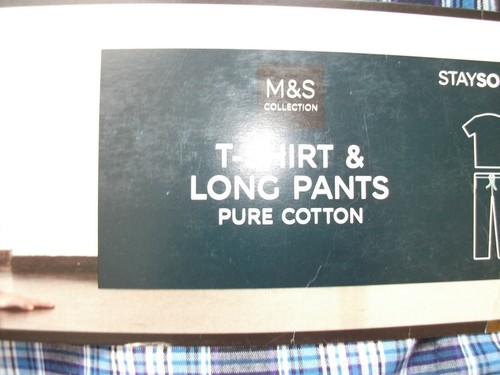 M&S
COLLECTION
T-SHIRT &
LONG PANTS
PURE COTTON
STAYSO